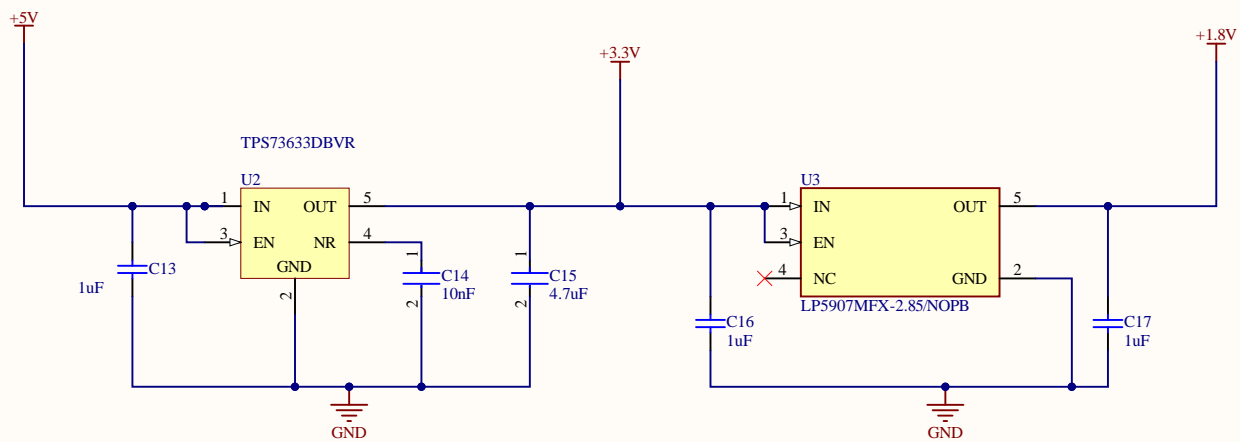 +5V
+3.3V
+1.8V
TPS73633DBVR
U2
1 IN OUT 5
3 EN NR 4
GND
2
C13
1uF
1
C14
10nF
2
1
C15
4.7uF
2
GND
U3
1 IN OUT 5
3 EN
4 NC GND 2
LP5907MFX-2.85/NOPB
C16
1uF
C17
1uF
GND